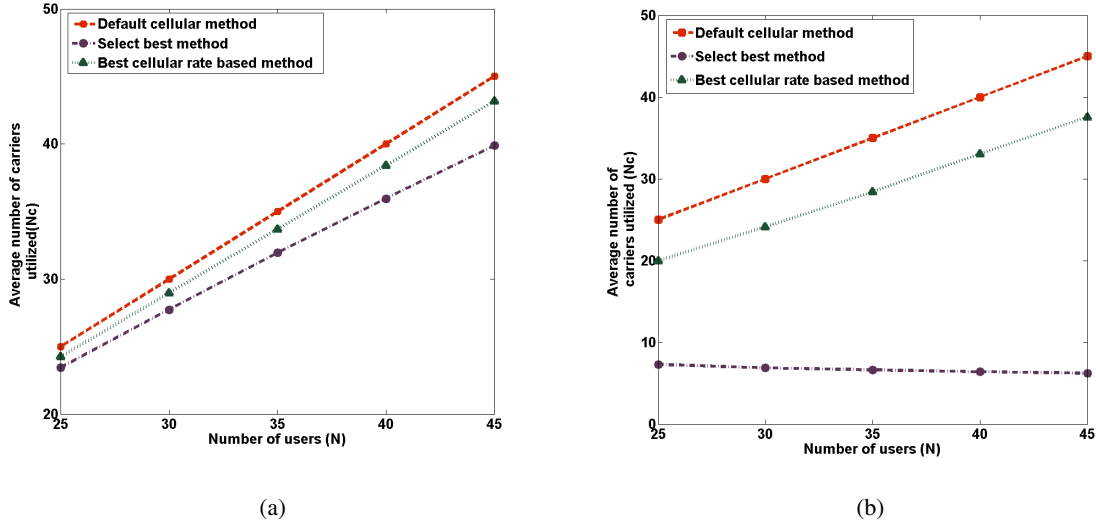 50
40
30
20
Average number of carriers
utilized(Nc)
Default cellular method
Select best method
Best cellular rate based method
25
30
35
40
45
Number of users (N)
(a)
50
40
30
20
10
0
Average number of
carriers utilized (Nc)
Default cellular method
Select best method
Best cellular rate based method
25
30
35
40
45
Number of users (N)
(b)